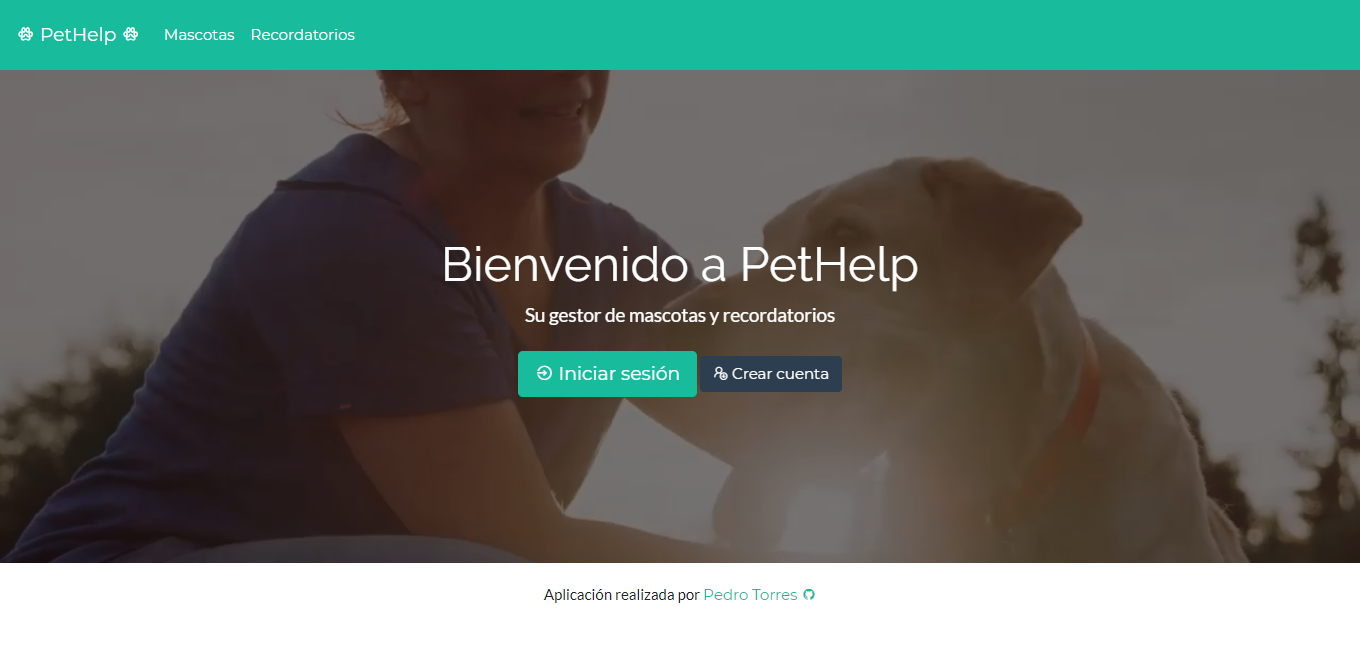 PetHelp Mascotas Recordatorios
Bienvenido a PetHelp
Su gestor de mascotas y recordatorios
Iniciar sesión Crear cuenta
Aplicación realizada por Pedro Torres